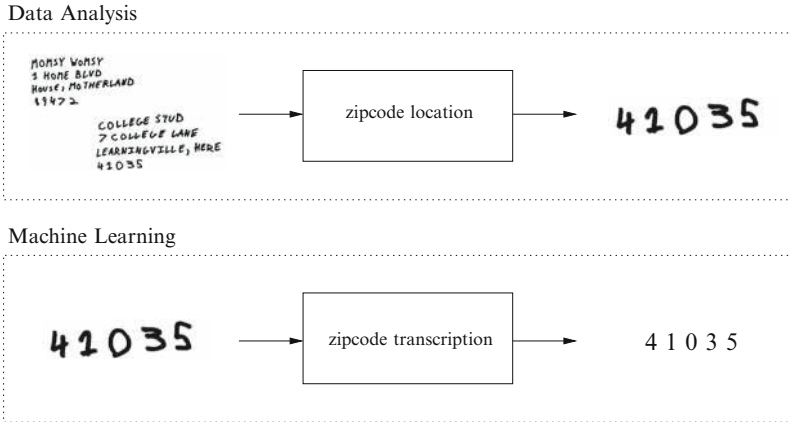 Data Analysis
MOMSY WOMSY
1 HOME BLVD
HOUSE, MOTHERLAND
19472
COLLEGE STUD
7 COLLEGE LANE
LEARNINGVILLE, HERE
41035
zipcode location
41035
Machine Learning
41035
zipcode transcription
4 1 0 3 5